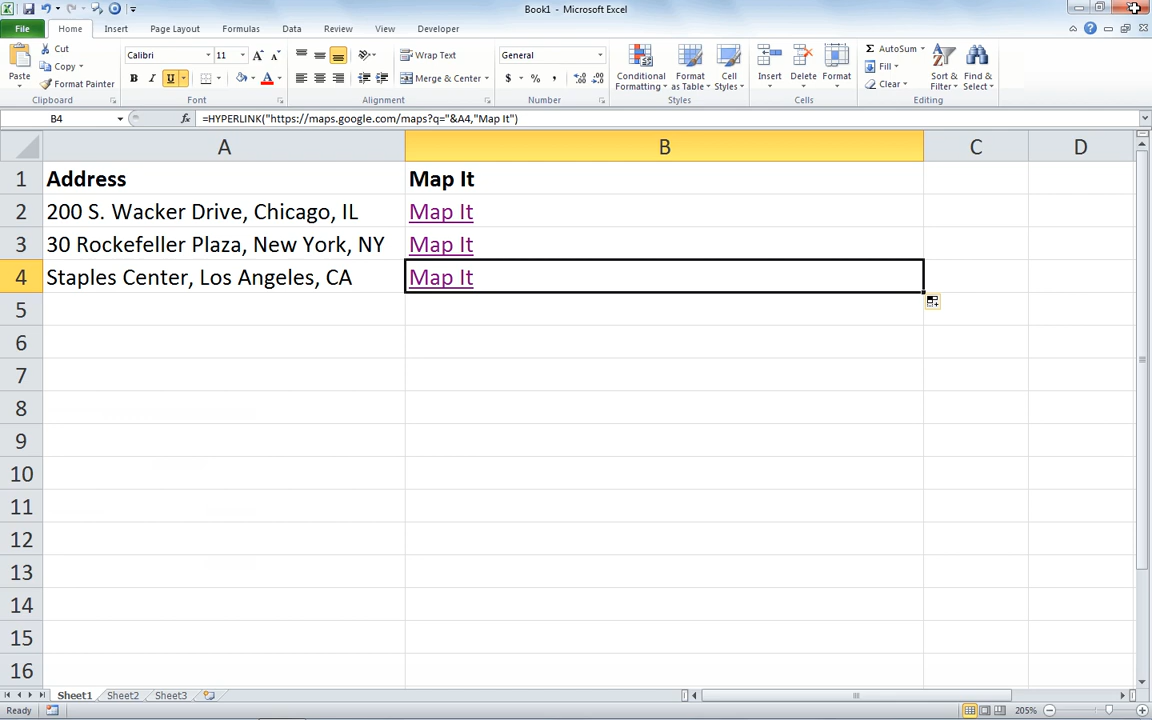 Book1 - Microsoft Excel
File Home Insert Page Layout Formulas Data Review View Developer
Paste Cut Calibri 11 Wrap Text General Conditional Formatting Format as Table Cell Styles Insert Delete Format AutoSum Sort & Filter Find & Select
Copy Fill
Format Painter B I U A Merge & Center $ % , Clear
Clipboard Font Alignment Number Styles Cells Editing
B4 fx =HYPERLINK("https://maps.google.com/maps?q="&A4,"Map It")
A B C D
1 Address Map It
2 200 S. Wacker Drive, Chicago, IL Map It
3 30 Rockefeller Plaza, New York, NY Map It
4 Staples Center, Los Angeles, CA Map It
5
6
7
8
9
10
11
12
13
14
15
16
Sheet1 Sheet2 Sheet3
Ready 205%